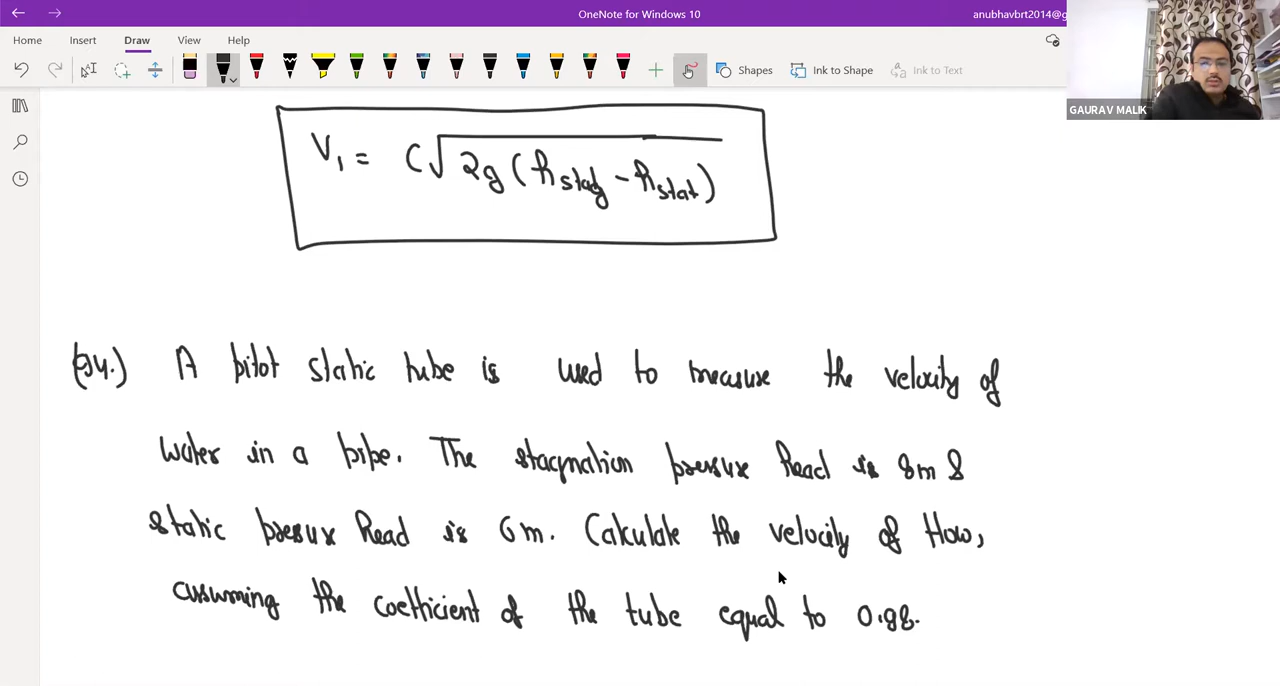 OneNote for Windows 10
anubhavbrt2014@g
Home Insert Draw View Help
Shapes Ink to Shape Ink to Text
GAURAV MALIK
V₁ = C√2g (hstag - hstat)
A pitot static tube is used to measure the velocity of
water in a pipe. The stagnation pressure head is 8m &
static pressure head is 6m. Calculate the velocity of flow,
assuming the coefficient of the tube equal to 0.98.